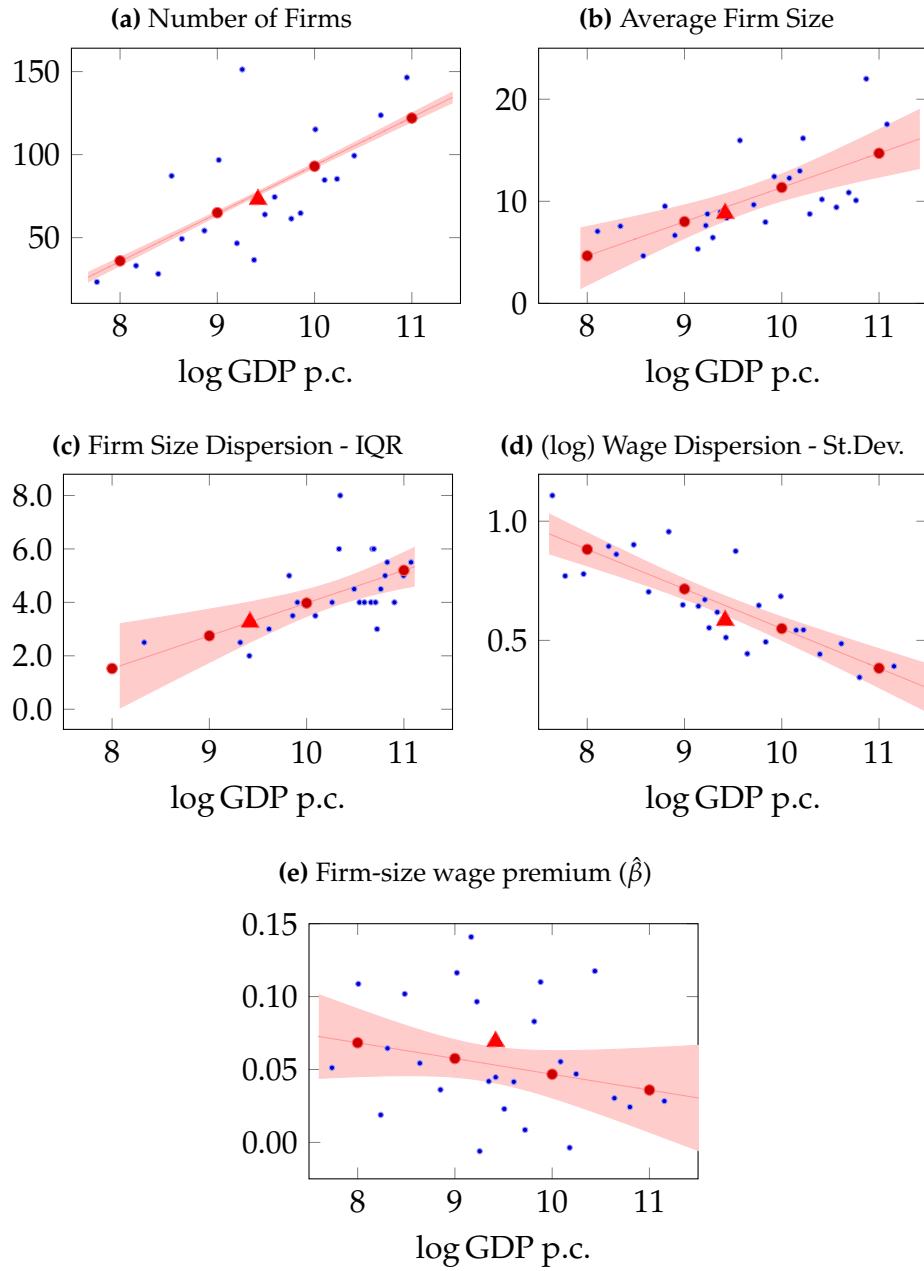 (a) Number of Firms
150
100
50
8 9 10 11
log GDP p.c.
(b) Average Firm Size
20
10
0
8 9 10 11
log GDP p.c.
(c) Firm Size Dispersion - IQR
8.0
6.0
4.0
2.0
0.0
8 9 10 11
log GDP p.c.
(d) (log) Wage Dispersion - St.Dev.
1.0
0.5
8 9 10 11
log GDP p.c.
(e) Firm-size wage premium (β̂)
0.15
0.10
0.05
0.00
8 9 10 11
log GDP p.c.